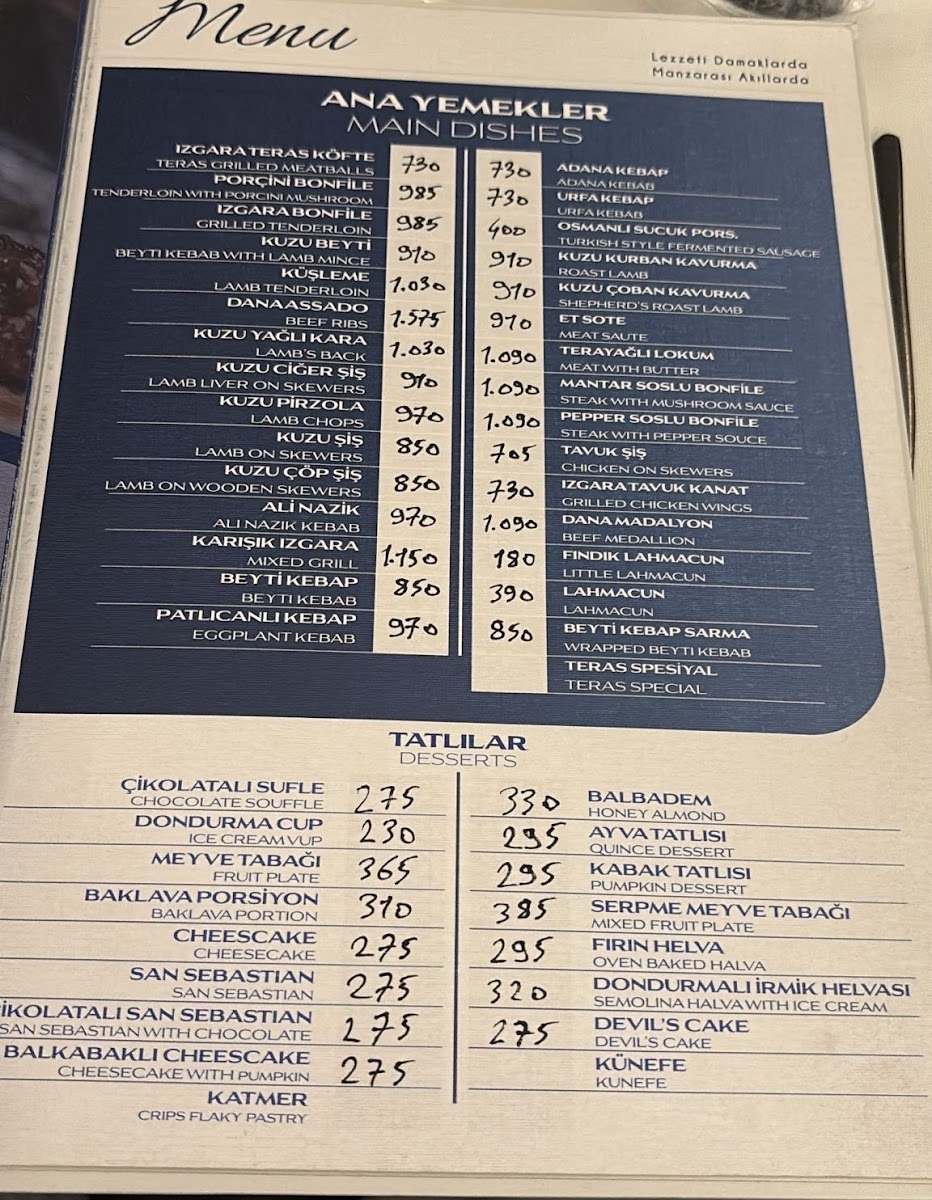 Menu
Lezzeti Damaklarda
Manzarası Akıllarda
ANA YEMEKLER
MAIN DISHES
IZGARA TERAS KÖFTE 730
TERAS GRILLED MEATBALLS
PORÇİNİ BONFİLE 985
TENDERLOIN WITH PORCINI MUSHROOM
IZGARA BONFİLE 985
GRILLED TENDERLOIN
KUZU BEYTİ 910
BEYTI KEBAB WITH LAMB MINCE
KÜŞLEME 1.030
LAMB TENDERLOIN
DANA ASSADO 1.575
BEEF RIBS
KUZU YAĞLI KARA 1.030
LAMB'S BACK
KUZU CİĞER ŞİŞ 910
LAMB LIVER ON SKEWERS
KUZU PİRZOLA 970
LAMB CHOPS
KUZU ŞİŞ 850
LAMB ON SKEWERS
KUZU ÇÖP ŞİŞ 850
LAMB ON WOODEN SKEWERS
ALİ NAZİK 970
ALI NAZIK KEBAB
KARIŞIK IZGARA 1.150
MIXED GRILL
BEYTİ KEBAP 850
BEYTI KEBAB
PATLICANLI KEBAP 970
EGGPLANT KEBAB
730 ADANA KEBAP
ADANA KEBAB
730 URFA KEBAP
URFA KEBAB
400 OSMANLI SUCUK PORS.
TURKISH STYLE FERMENTED SAUSAGE
910 KUZU KURBAN KAVURMA
ROAST LAMB
910 KUZU ÇOBAN KAVURMA
SHEPHERD'S ROAST LAMB
910 ET SOTE
MEAT SAUTE
1.090 TERAYAĞLI LOKUM
MEAT WITH BUTTER
1.090 MANTAR SOSLU BONFİLE
STEAK WITH MUSHROOM SAUCE
1.090 PEPPER SOSLU BONFİLE
STEAK WITH PEPPER SOUCE
705 TAVUK ŞİŞ
CHICKEN ON SKEWERS
730 IZGARA TAVUK KANAT
GRILLED CHICKEN WINGS
1.090 DANA MADALYON
BEEF MEDALLION
180 FINDIK LAHMACUN
LITTLE LAHMACUN
390 LAHMACUN
LAHMACUN
850 BEYTİ KEBAP SARMA
WRAPPED BEYTI KEBAB
TERAS SPESİYAL
TERAS SPECIAL
TATLILAR
DESSERTS
ÇİKOLATALI SUFLE 275
CHOCOLATE SOUFFLE
DONDURMA CUP 230
ICE CREAM VUP
MEYVE TABAĞI 365
FRUIT PLATE
BAKLAVA PORSİYON 310
BAKLAVA PORTION
CHEESCAKE 275
CHEESECAKE
SAN SEBASTIAN 275
SAN SEBASTIAN
İKOLATALI SAN SEBASTIAN 275
SAN SEBASTIAN WITH CHOCOLATE
BALKABAKLI CHEESCAKE 275
CHEESECAKE WITH PUMPKIN
KATMER
CRIPS FLAKY PASTRY
330 BALBADEM
HONEY ALMOND
295 AYVA TATLISI
QUINCE DESSERT
295 KABAK TATLISI
PUMPKIN DESSERT
385 SERPME MEYVE TABAĞI
MIXED FRUIT PLATE
295 FIRIN HELVA
OVEN BAKED HALVA
320 DONDURMALI İRMİK HELVASI
SEMOLINA HALVA WITH ICE CREAM
275 DEVIL'S CAKE
DEVIL'S CAKE
KÜNEFE
KUNEFE